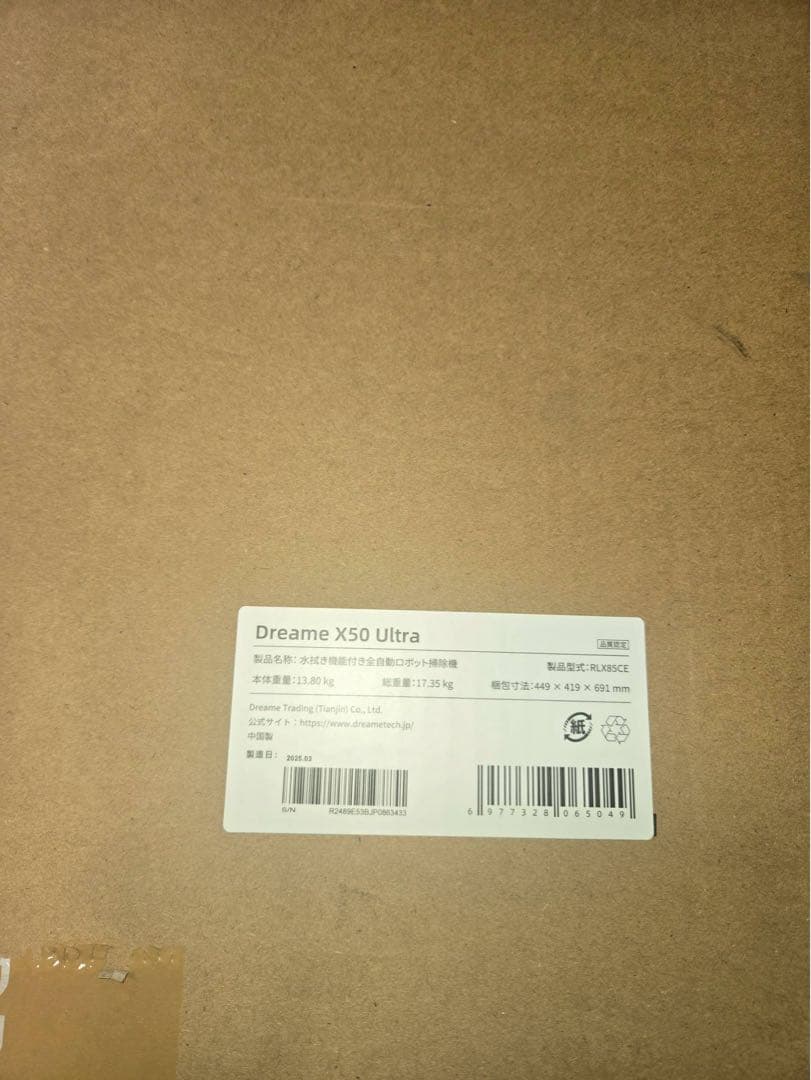 Dreame X50 Ultra
品質認定
製品名称：水拭き機能付き全自動ロボット掃除機
製品型式：RLX85CE
本体重量：13.80 kg
総重量：17.35 kg
梱包寸法：449 × 419 × 691 mm
Dreame Trading (Tianjin) Co., Ltd.
公式サイト：https://www.dreametech.jp/
中国製
製造日： 2025.03
紙
S/N R2489E53BJP0863433
6 977328 065049